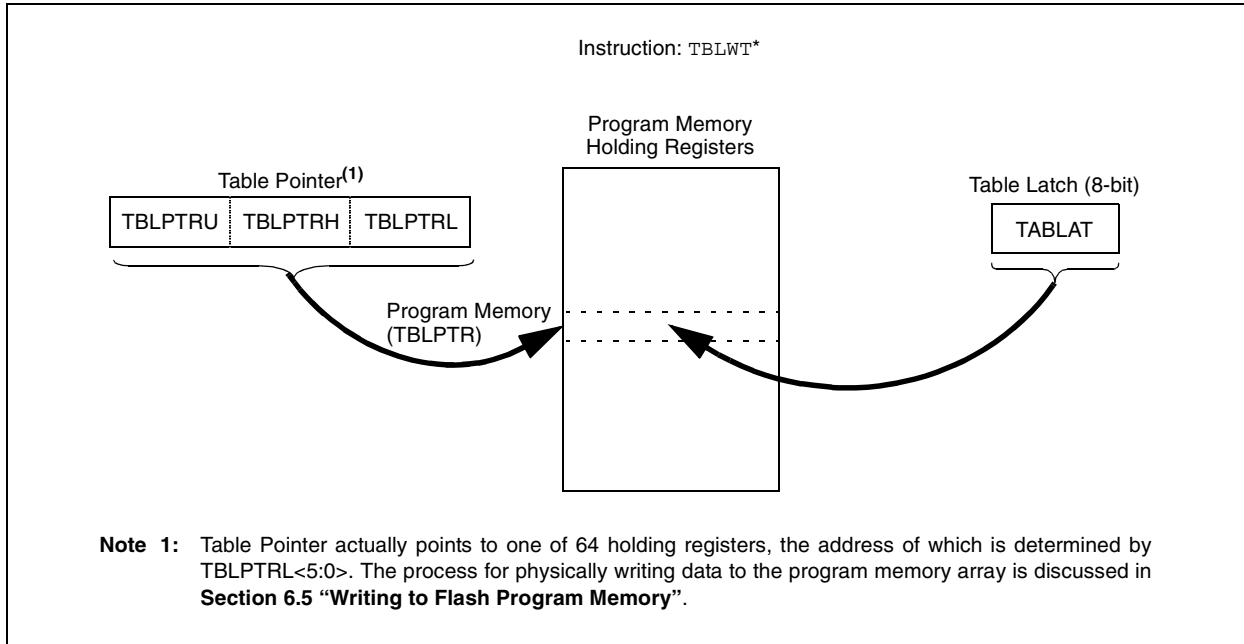 Instruction: TBLWT*
Program Memory
Holding Registers
Table Pointer(1)
Table Latch (8-bit)
TBLPTRU TBLPTRH TBLPTRL
TABLAT
Program Memory
(TBLPTR)
Note 1: Table Pointer actually points to one of 64 holding registers, the address of which is determined by
TBLPTRL<5:0>. The process for physically writing data to the program memory array is discussed in
Section 6.5 “Writing to Flash Program Memory”.